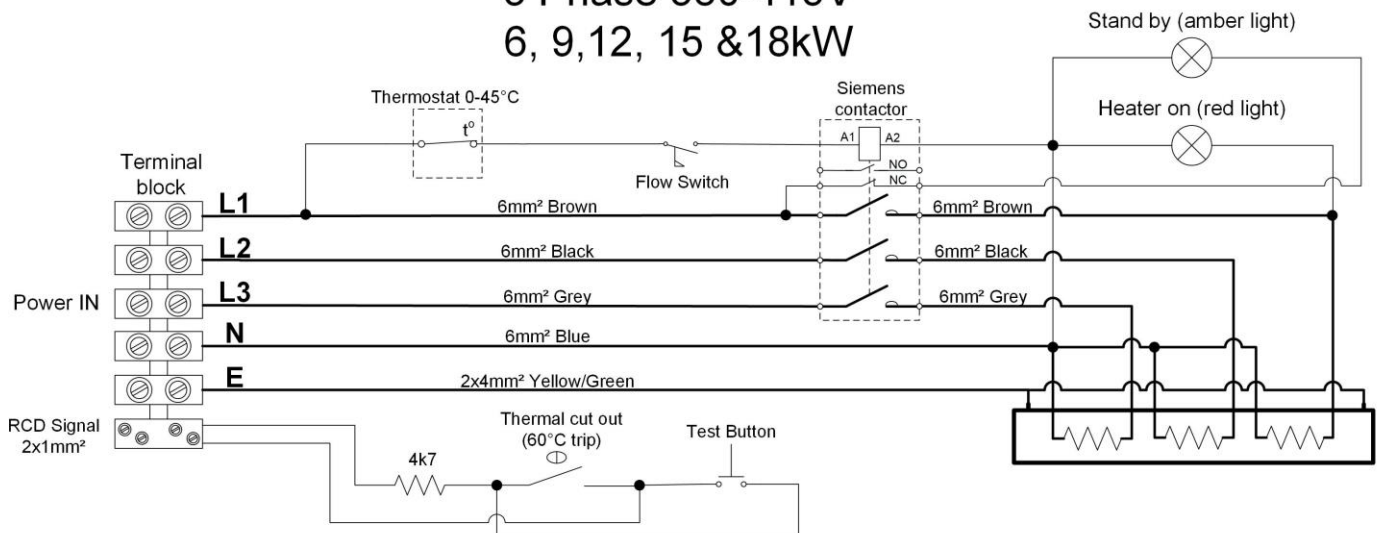 6, 9,12, 15 &18kW
Stand by (amber light)
Thermostat 0-45°C
t°
Siemens
contactor
A1
A2
Heater on (red light)
NO
NC
Flow Switch
Terminal
block
L1
6mm² Brown
6mm² Brown
L2
6mm² Black
6mm² Black
Power IN
L3
6mm² Grey
6mm² Grey
N
6mm² Blue
E
2x4mm² Yellow/Green
RCD Signal
2x1mm²
4k7
Thermal cut out
(60°C trip)
Test Button